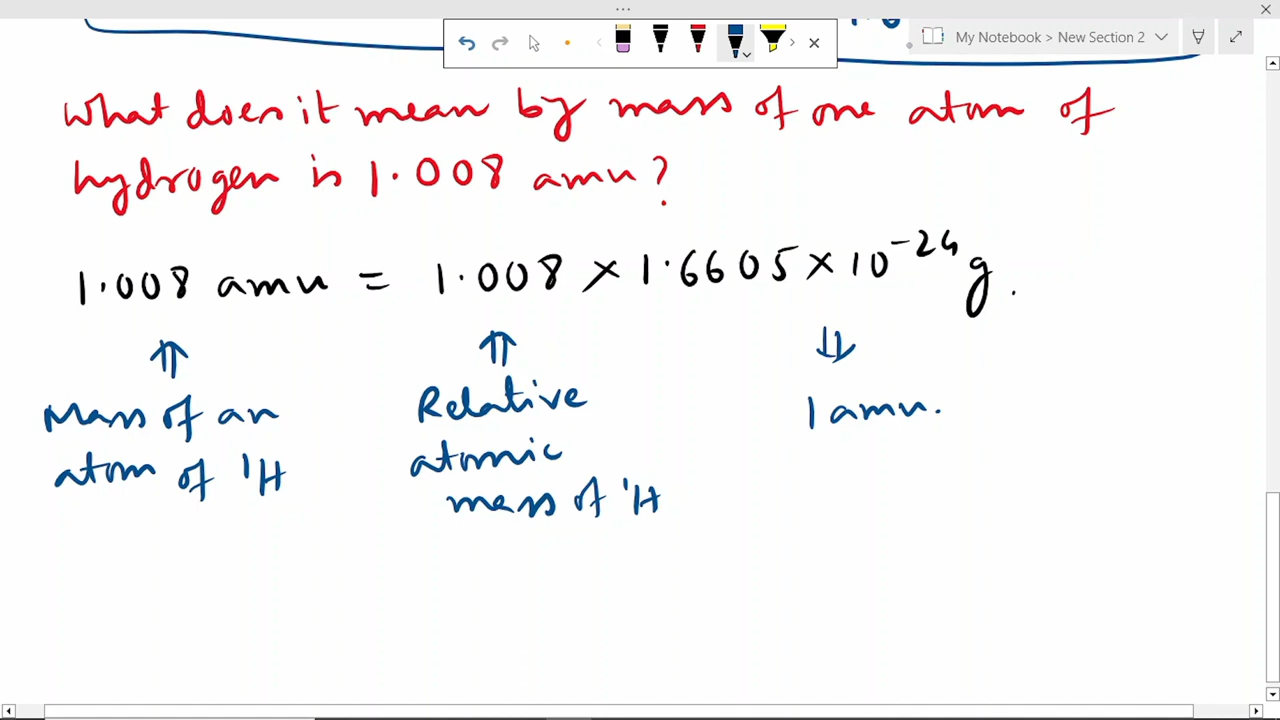 My Notebook > New Section 2
What does it mean by mass of one atom of
hydrogen is 1.008 amu?
1.008 amu = 1.008 × 1.6605 × 10⁻²⁴ g.
Mass of an
atom of ¹H
Relative
atomic
mass of ¹H
1 amu.